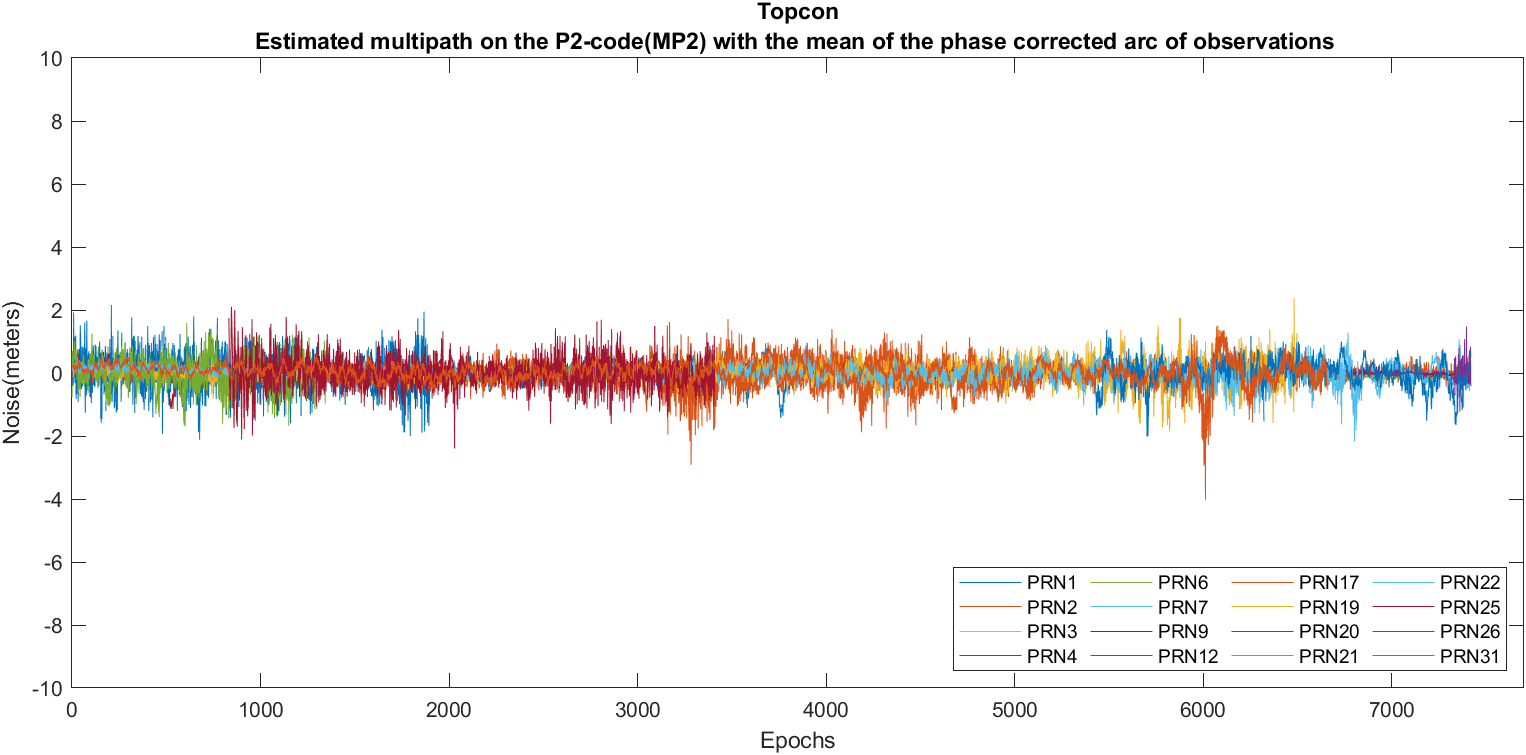 Topcon
Estimated multipath on the P2-code(MP2) with the mean of the phase corrected arc of observations
Noise(meters)
10
8
6
4
2
0
-2
-4
-6
-8
-10
PRN1 PRN6 PRN17 PRN22
PRN2 PRN7 PRN19 PRN25
PRN3 PRN9 PRN20 PRN26
PRN4 PRN12 PRN21 PRN31
0 1000 2000 3000 4000 5000 6000 7000
Epochs